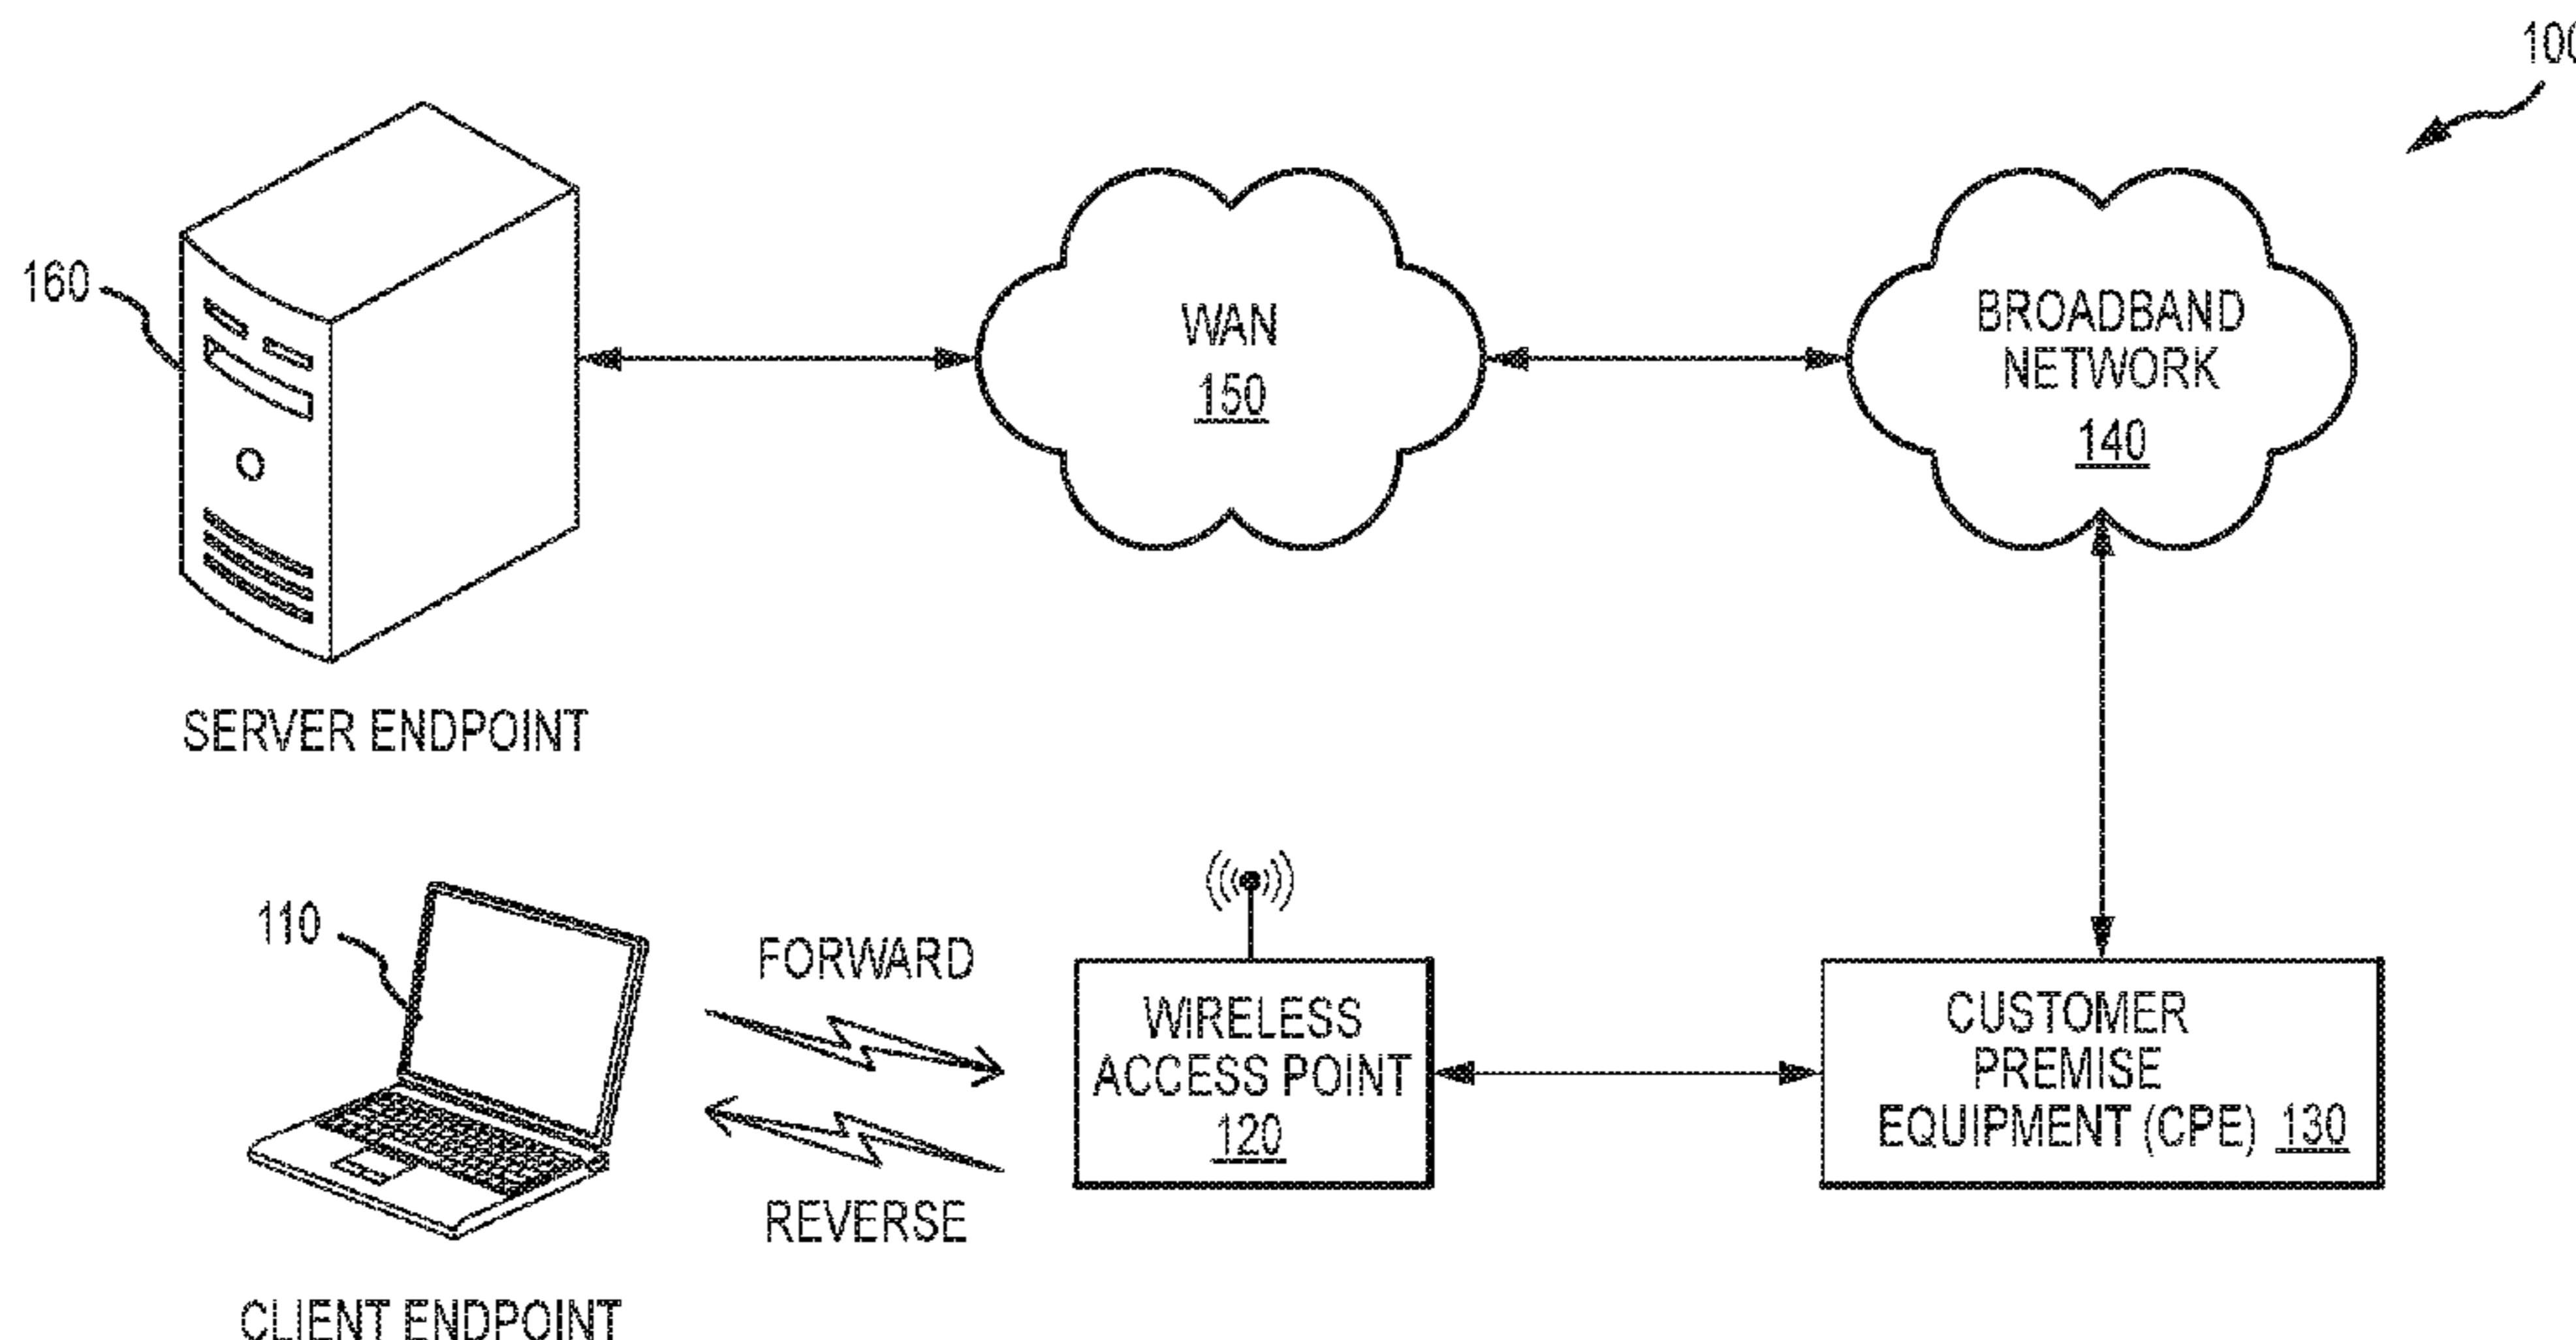 100
160
WAN
150
BROADBAND
NETWORK
140
SERVER ENDPOINT
110
FORWARD
REVERSE
WIRELESS
ACCESS POINT
120
CUSTOMER
PREMISE
EQUIPMENT (CPE) 130
CLIENT ENDPOINT